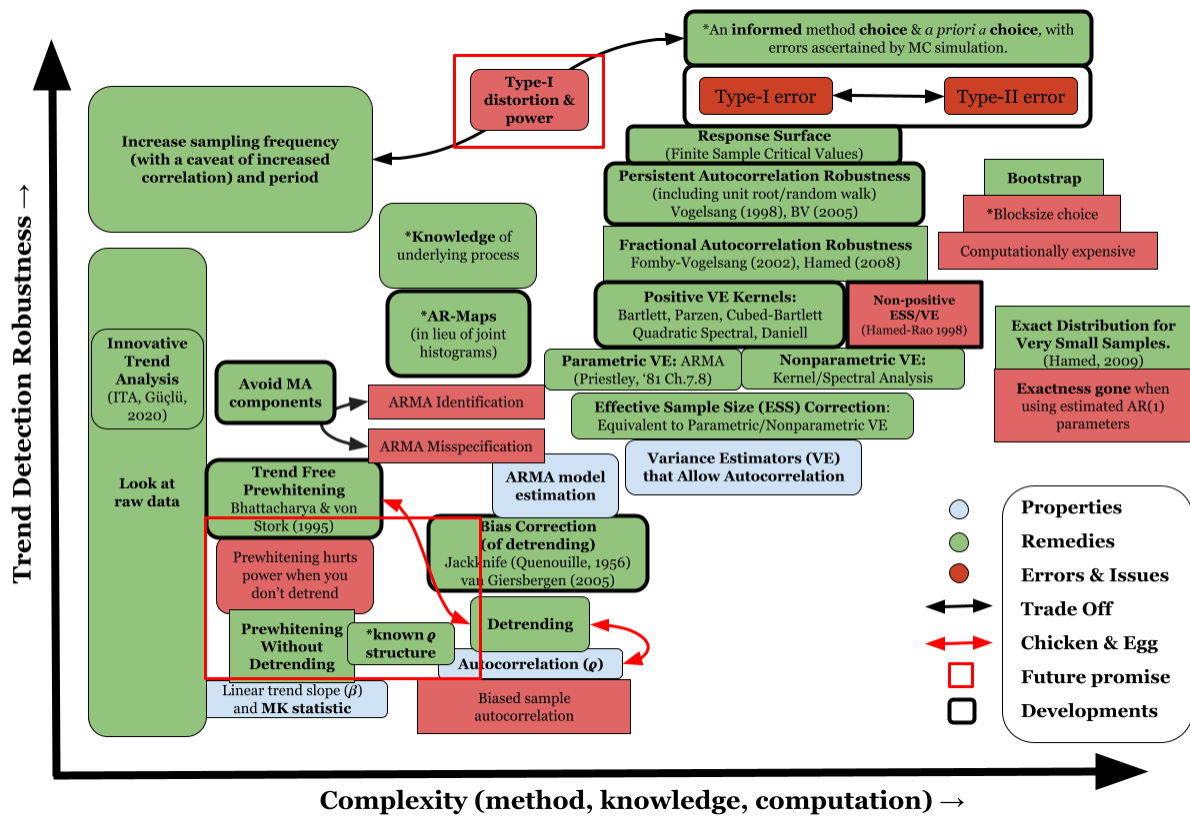 *An informed method choice & a priori a choice, with
errors ascertained by MC simulation.
Type-I
distortion &
power
Type-I error
Type-II error
Increase sampling frequency
(with a caveat of increased
correlation) and period
Response Surface
(Finite Sample Critical Values)
Persistent Autocorrelation Robustness
(including unit root/random walk)
Vogelsang (1998), BV (2005)
Bootstrap
*Blocksize choice
Computationally expensive
*Knowledge of
underlying process
Fractional Autocorrelation Robustness
Fomby-Vogelsang (2002), Hamed (2008)
*AR-Maps
(in lieu of joint
histograms)
Positive VE Kernels:
Bartlett, Parzen, Cubed-Bartlett
Quadratic Spectral, Daniell
Non-positive
ESS/VE
(Hamed-Rao 1998)
Exact Distribution for
Very Small Samples.
(Hamed, 2009)
Exactness gone when
using estimated AR(1)
parameters
Innovative
Trend
Analysis
(ITA, Güçlü,
2020)
Look at
raw data
Avoid MA
components
ARMA Identification
ARMA Misspecification
Parametric VE: ARMA
(Priestley, ‘81 Ch.7.8)
Nonparametric VE:
Kernel/Spectral Analysis
Effective Sample Size (ESS) Correction:
Equivalent to Parametric/Nonparametric VE
Variance Estimators (VE)
that Allow Autocorrelation
ARMA model
estimation
Trend Free
Prewhitening
Bhattacharya & von
Stork (1995)
Bias Correction
(of detrending)
Jackknife (Quenouille, 1956)
van Giersbergen (2005)
Prewhitening hurts
power when you
don’t detrend
Prewhitening
Without
Detrending
*known ϱ
structure
Detrending
Autocorrelation (ϱ)
Linear trend slope (β)
and MK statistic
Biased sample
autocorrelation
Properties
Remedies
Errors & Issues
Trade Off
Chicken & Egg
Future promise
Developments
Trend Detection Robustness →
Complexity (method, knowledge, computation) →